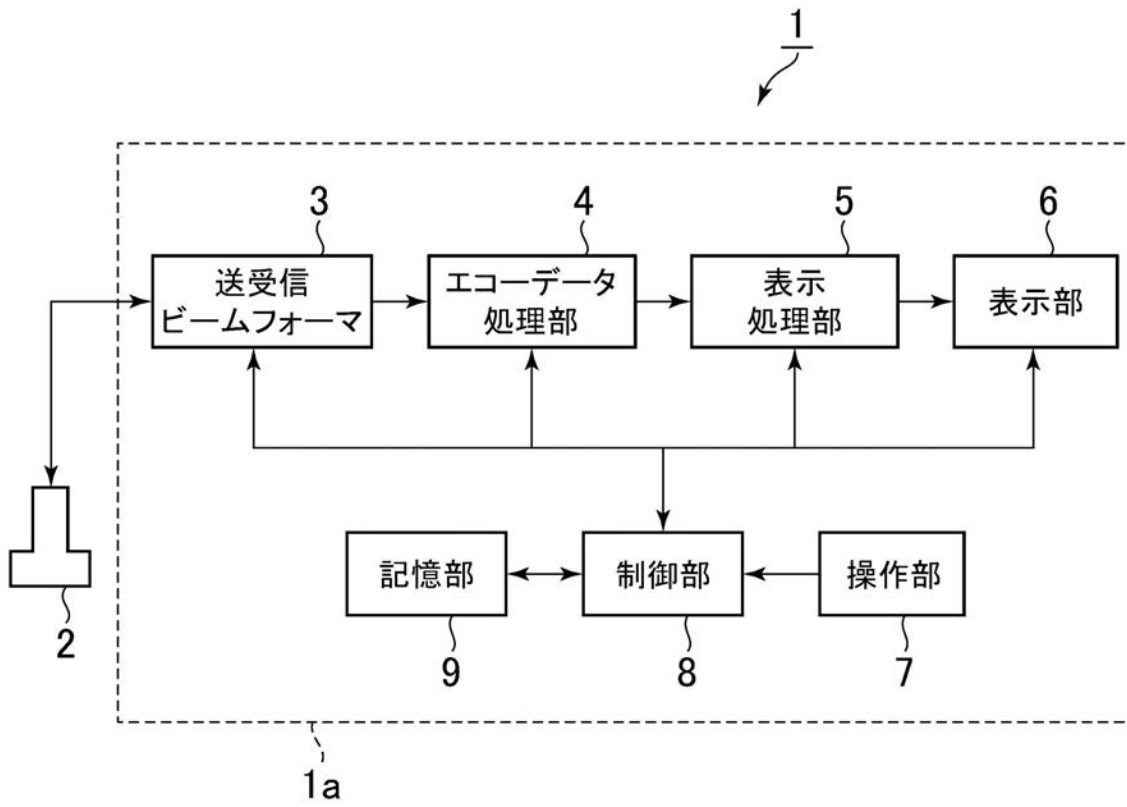 1
3
4
5
6
送受信
ビームフォーマ
エコーデータ
処理部
表示
処理部
表示部
記憶部
制御部
操作部
2
9
8
7
1a